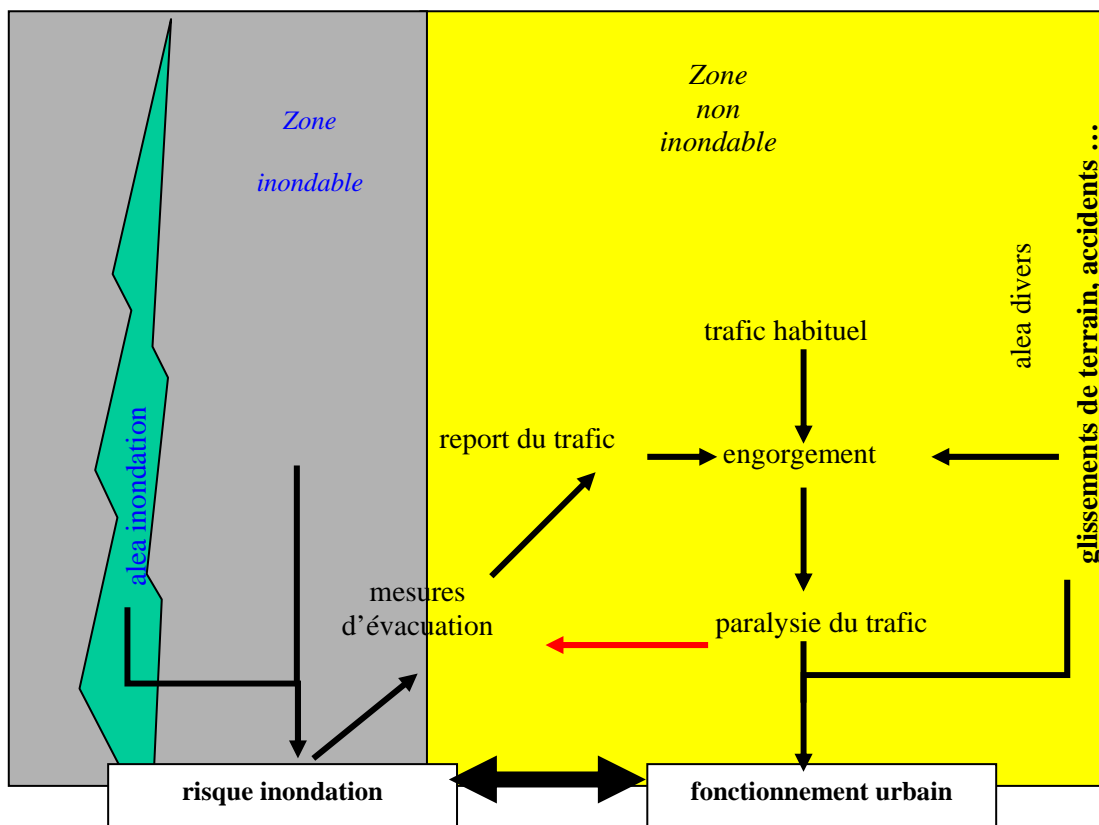 Zone
inondable
Zone
non
inondable
alea divers
glissements de terrain, accidents ...
trafic habituel
report du trafic
engorgement
alea inondation
mesures
d’évacuation
paralysie du trafic
risque inondation
fonctionnement urbain